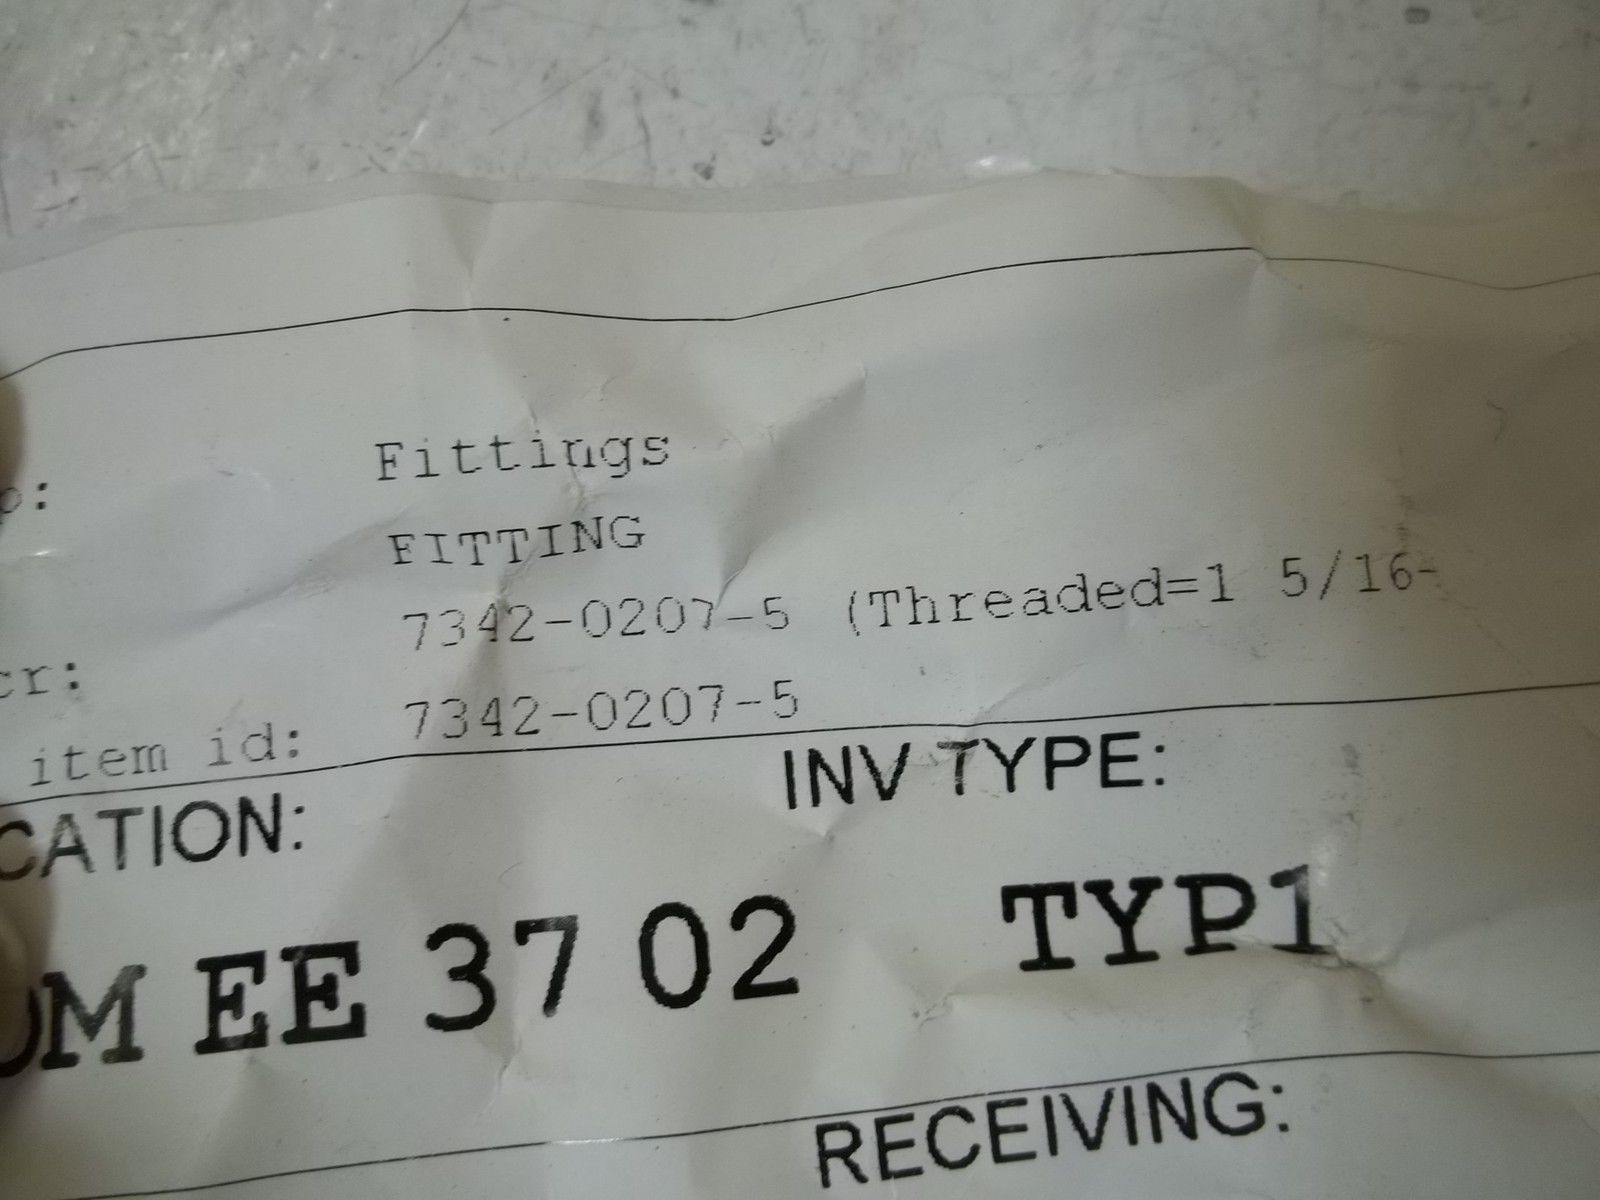 Fittings
p:
FITTING
7342-0207-5 (Threaded=1 5/16-
cr:
7342-0207-5
item id:
INV TYPE:
CATION:
OM EE 37 02 TYP1
RECEIVING: